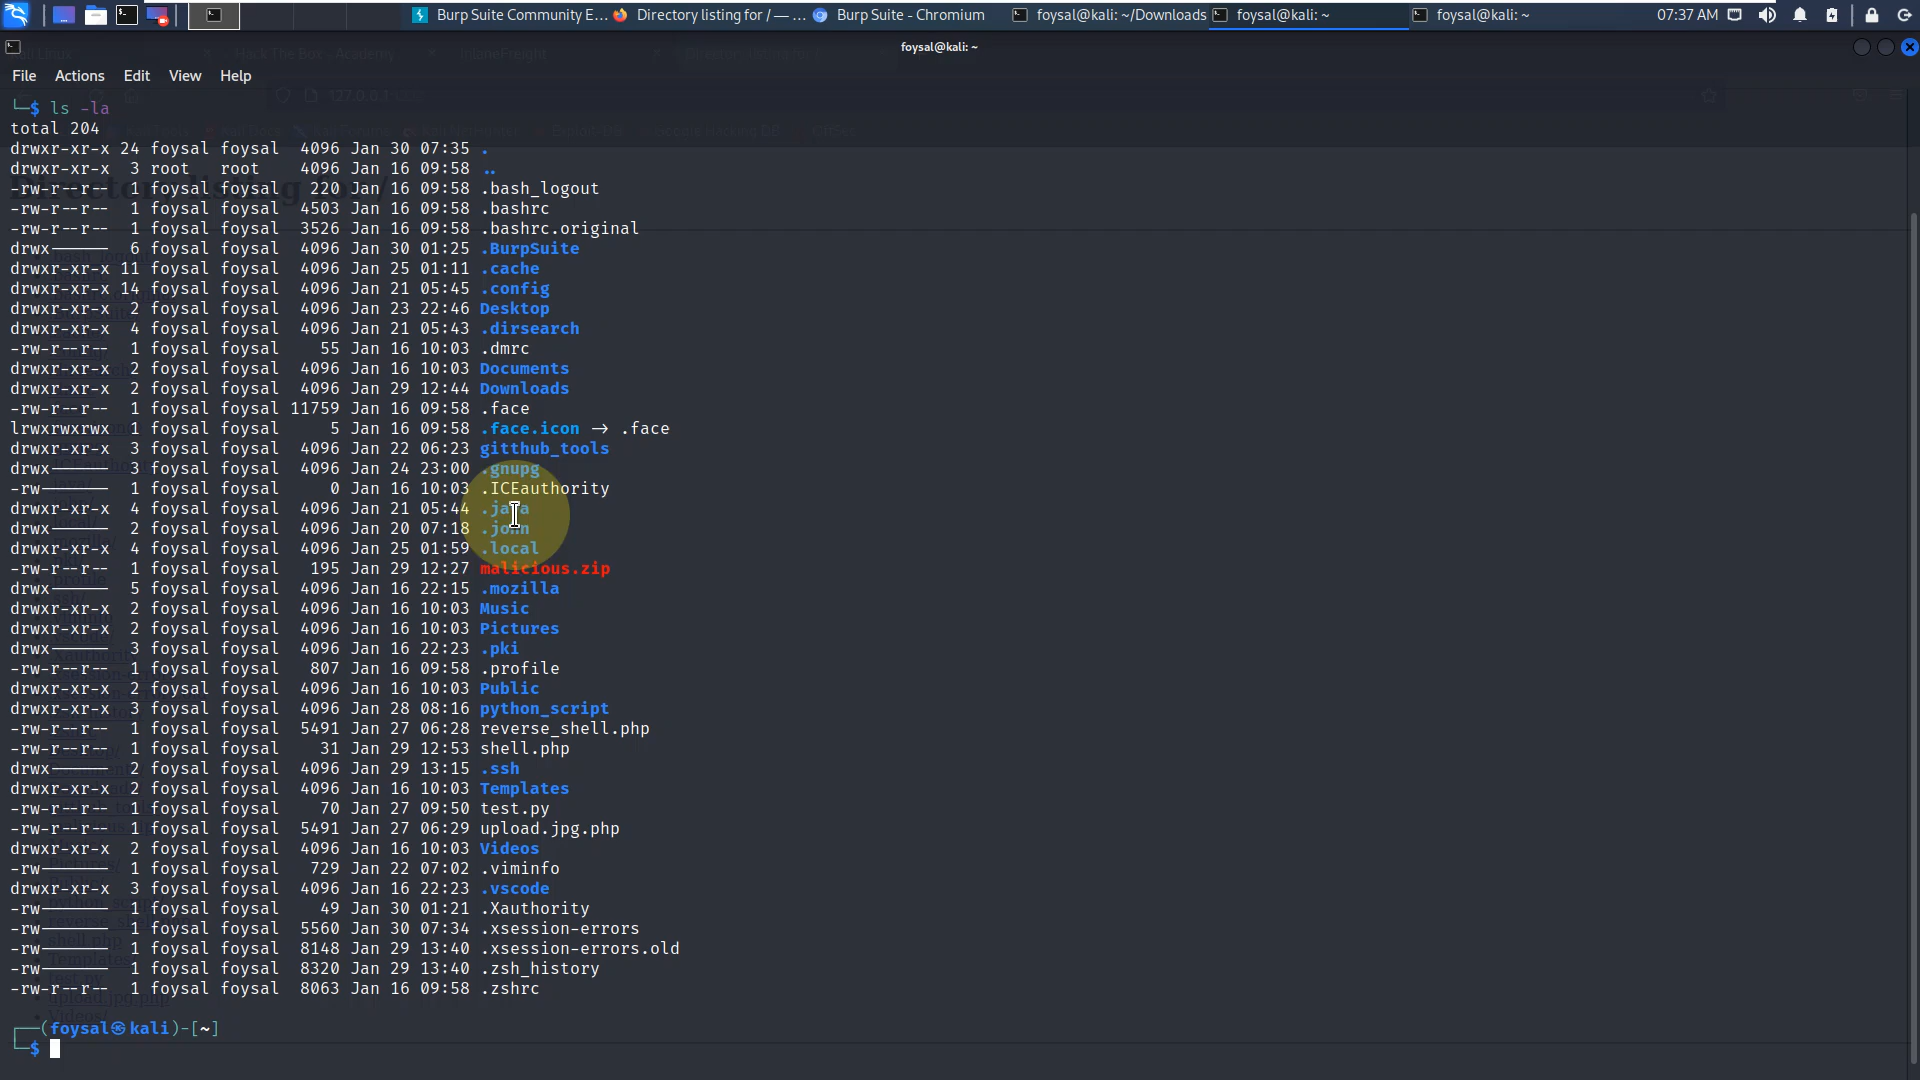 Burp Suite Community E... Directory listing for / — ... Burp Suite - Chromium foysal@kali: ~/Downloads foysal@kali: ~ foysal@kali: ~ 07:37 AM
foysal@kali: ~
File Actions Edit View Help
└─$ ls -la
total 204
drwxr-xr-x 24 foysal foysal 4096 Jan 30 07:35 .
drwxr-xr-x 3 root root 4096 Jan 16 09:58 ..
-rw-r--r-- 1 foysal foysal 220 Jan 16 09:58 .bash_logout
-rw-r--r-- 1 foysal foysal 4503 Jan 16 09:58 .bashrc
-rw-r--r-- 1 foysal foysal 3526 Jan 16 09:58 .bashrc.original
drwx------ 6 foysal foysal 4096 Jan 30 01:25 .BurpSuite
drwxr-xr-x 11 foysal foysal 4096 Jan 25 01:11 .cache
drwxr-xr-x 14 foysal foysal 4096 Jan 21 05:45 .config
drwxr-xr-x 2 foysal foysal 4096 Jan 23 22:46 Desktop
drwxr-xr-x 4 foysal foysal 4096 Jan 21 05:43 .dirsearch
-rw-r--r-- 1 foysal foysal 55 Jan 16 10:03 .dmrc
drwxr-xr-x 2 foysal foysal 4096 Jan 16 10:03 Documents
drwxr-xr-x 2 foysal foysal 4096 Jan 29 12:44 Downloads
-rw-r--r-- 1 foysal foysal 11759 Jan 16 09:58 .face
lrwxrwxrwx 1 foysal foysal 5 Jan 16 09:58 .face.icon -> .face
drwxr-xr-x 3 foysal foysal 4096 Jan 22 06:23 gitthub_tools
drwx------ 3 foysal foysal 4096 Jan 24 23:00 .gnupg
-rw------- 1 foysal foysal 0 Jan 16 10:03 .ICEauthority
drwxr-xr-x 4 foysal foysal 4096 Jan 21 05:44 .java
drwx------ 2 foysal foysal 4096 Jan 20 07:18 .john
drwxr-xr-x 4 foysal foysal 4096 Jan 25 01:59 .local
-rw-r--r-- 1 foysal foysal 195 Jan 29 12:27 malicious.zip
drwx------ 5 foysal foysal 4096 Jan 16 22:15 .mozilla
drwxr-xr-x 2 foysal foysal 4096 Jan 16 10:03 Music
drwxr-xr-x 2 foysal foysal 4096 Jan 16 10:03 Pictures
drwx------ 3 foysal foysal 4096 Jan 16 22:23 .pki
-rw-r--r-- 1 foysal foysal 807 Jan 16 09:58 .profile
drwxr-xr-x 2 foysal foysal 4096 Jan 16 10:03 Public
drwxr-xr-x 3 foysal foysal 4096 Jan 28 08:16 python_script
-rw-r--r-- 1 foysal foysal 5491 Jan 27 06:28 reverse_shell.php
-rw-r--r-- 1 foysal foysal 31 Jan 29 12:53 shell.php
drwx------ 2 foysal foysal 4096 Jan 29 13:15 .ssh
drwxr-xr-x 2 foysal foysal 4096 Jan 16 10:03 Templates
-rw-r--r-- 1 foysal foysal 70 Jan 27 09:50 test.py
-rw-r--r-- 1 foysal foysal 5491 Jan 27 06:29 upload.jpg.php
drwxr-xr-x 2 foysal foysal 4096 Jan 16 10:03 Videos
-rw------- 1 foysal foysal 729 Jan 22 07:02 .viminfo
drwxr-xr-x 3 foysal foysal 4096 Jan 16 22:23 .vscode
-rw------- 1 foysal foysal 49 Jan 30 01:21 .Xauthority
-rw------- 1 foysal foysal 5560 Jan 30 07:34 .xsession-errors
-rw------- 1 foysal foysal 8148 Jan 29 13:40 .xsession-errors.old
-rw------- 1 foysal foysal 8320 Jan 29 13:40 .zsh_history
-rw-r--r-- 1 foysal foysal 8063 Jan 16 09:58 .zshrc
┌──(foysal㉿kali)-[~]
└─$